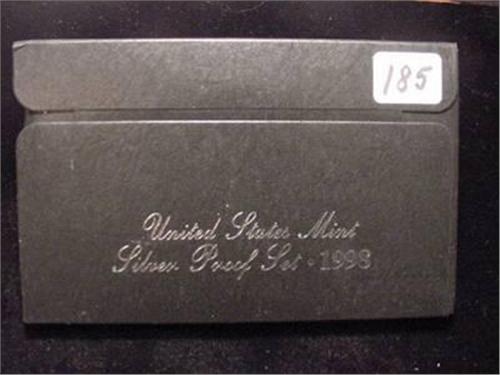 185
United States Mint
Silver Proof Set · 1998